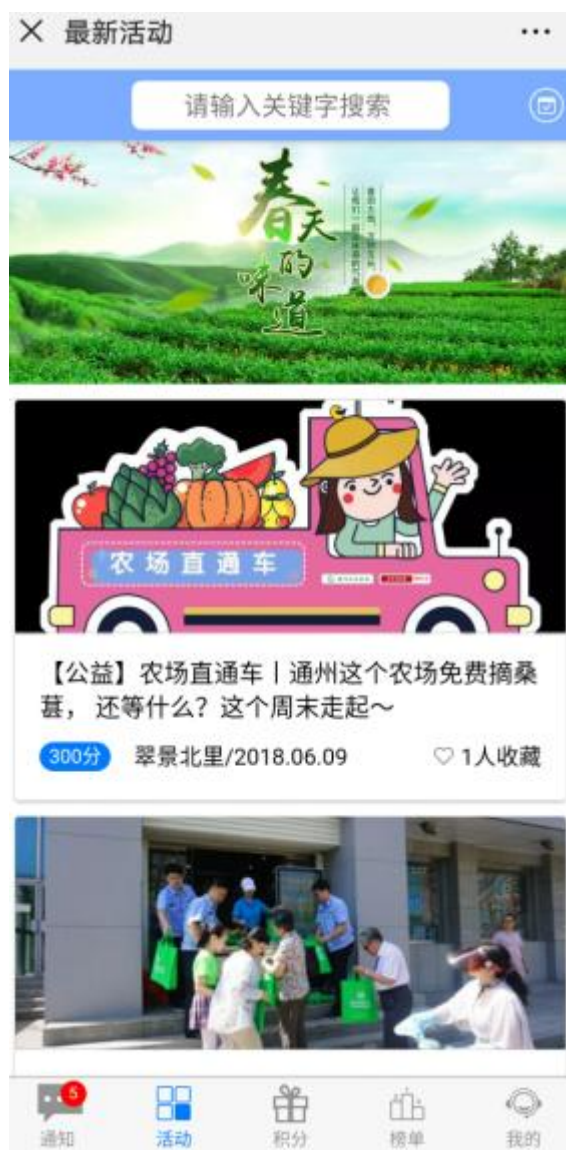 最新活动
请输入关键字搜索
春天
的
味道
农场直通车
【公益】农场直通车丨通州这个农场免费摘桑
葚， 还等什么？这个周末走起～
300分 翠景北里/2018.06.09 1人收藏
5
通知 活动 积分 榜单 我的